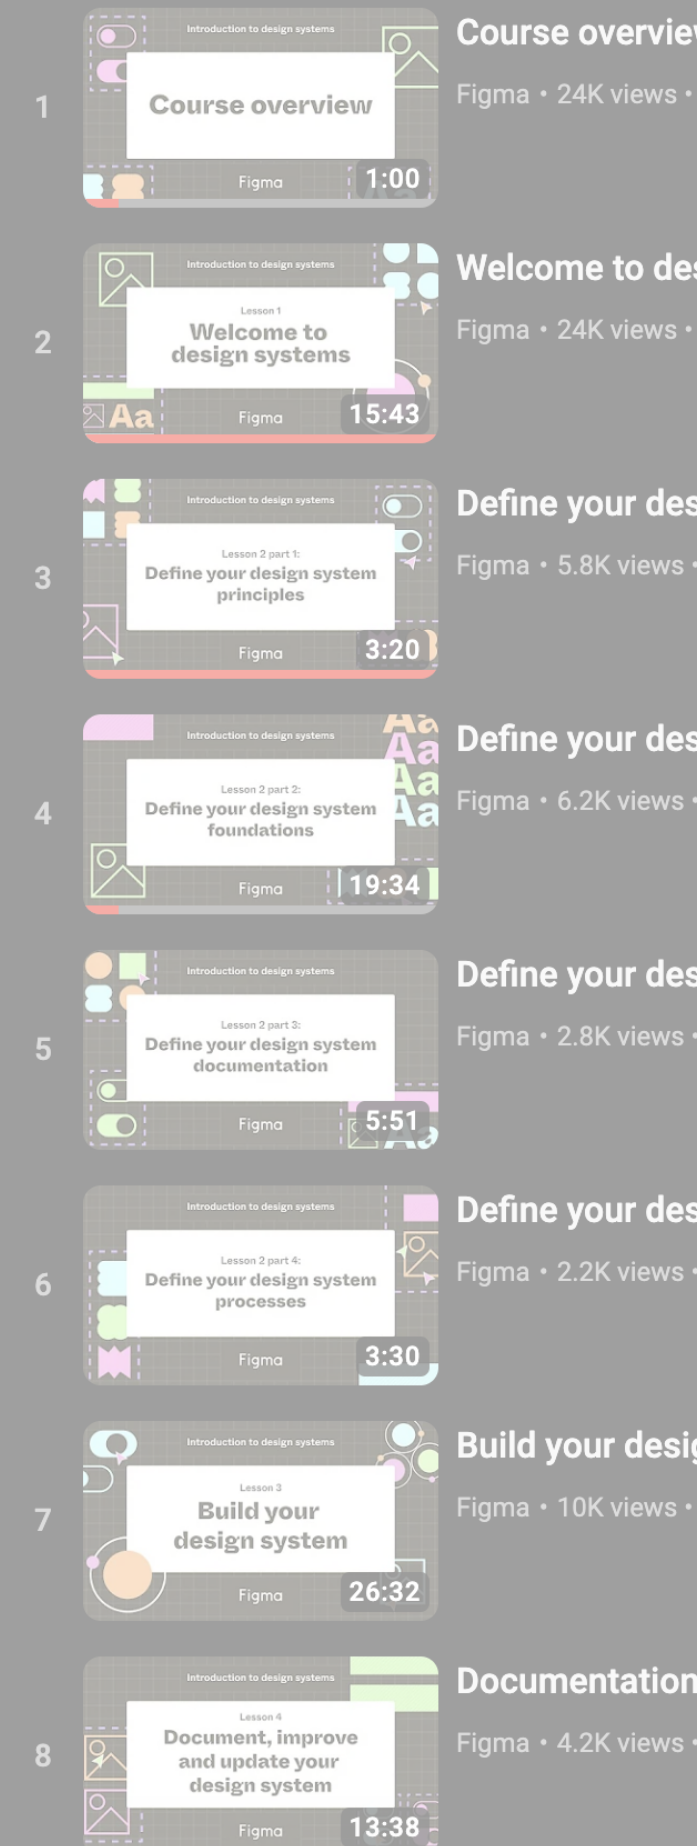 1
Introduction to design systems
Course overview
Figma
1:00
Course overview
Figma • 24K views •
2
Introduction to design systems
Lesson 1
Welcome to
design systems
Aa
Figma
15:43
Welcome to des
Figma • 24K views •
3
Introduction to design systems
Lesson 2 part 1:
Define your design system
principles
Figma
3:20
Define your des
Figma • 5.8K views •
4
Introduction to design systems
Aa
Aa
Aa
Aa
Lesson 2 part 2:
Define your design system
foundations
Figma
19:34
Define your des
Figma • 6.2K views •
5
Introduction to design systems
Lesson 2 part 3:
Define your design system
documentation
Figma
5:51
Aa
Define your des
Figma • 2.8K views •
6
Introduction to design systems
Lesson 2 part 4:
Define your design system
processes
Figma
3:30
Define your des
Figma • 2.2K views •
7
Introduction to design systems
Lesson 3
Build your
design system
Figma
26:32
Build your desig
Figma • 10K views •
8
Introduction to design systems
Lesson 4
Document, improve
and update your
design system
Figma
13:38
Documentation
Figma • 4.2K views •